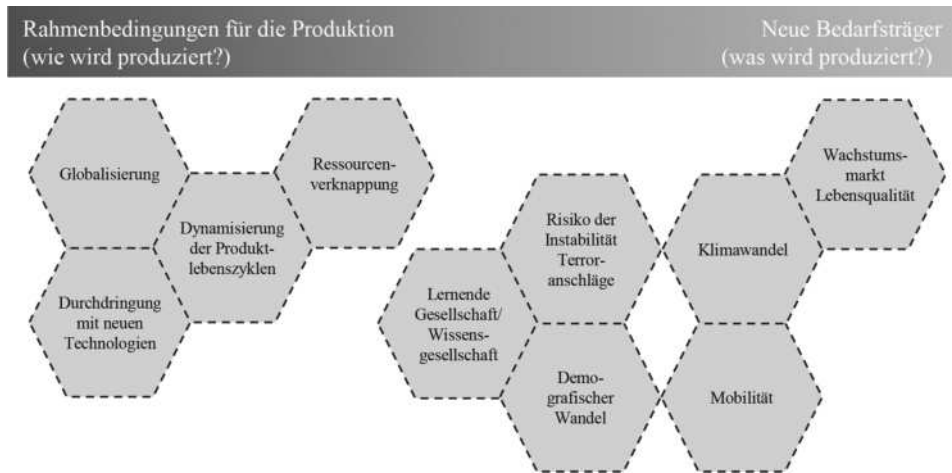 Rahmenbedingungen für die Produktion
(wie wird produziert?)
Neue Bedarfsträger
(was wird produziert?)
Globalisierung
Ressourcen-
verknappung
Dynamisierung
der Produkt-
lebenszyklen
Durchdringung
mit neuen
Technologien
Wachstums-
markt
Lebensqualität
Risiko der
Instabilität
Terror-
anschläge
Klimawandel
Lernende
Gesellschaft/
Wissens-
gesellschaft
Demo-
grafischer
Wandel
Mobilität